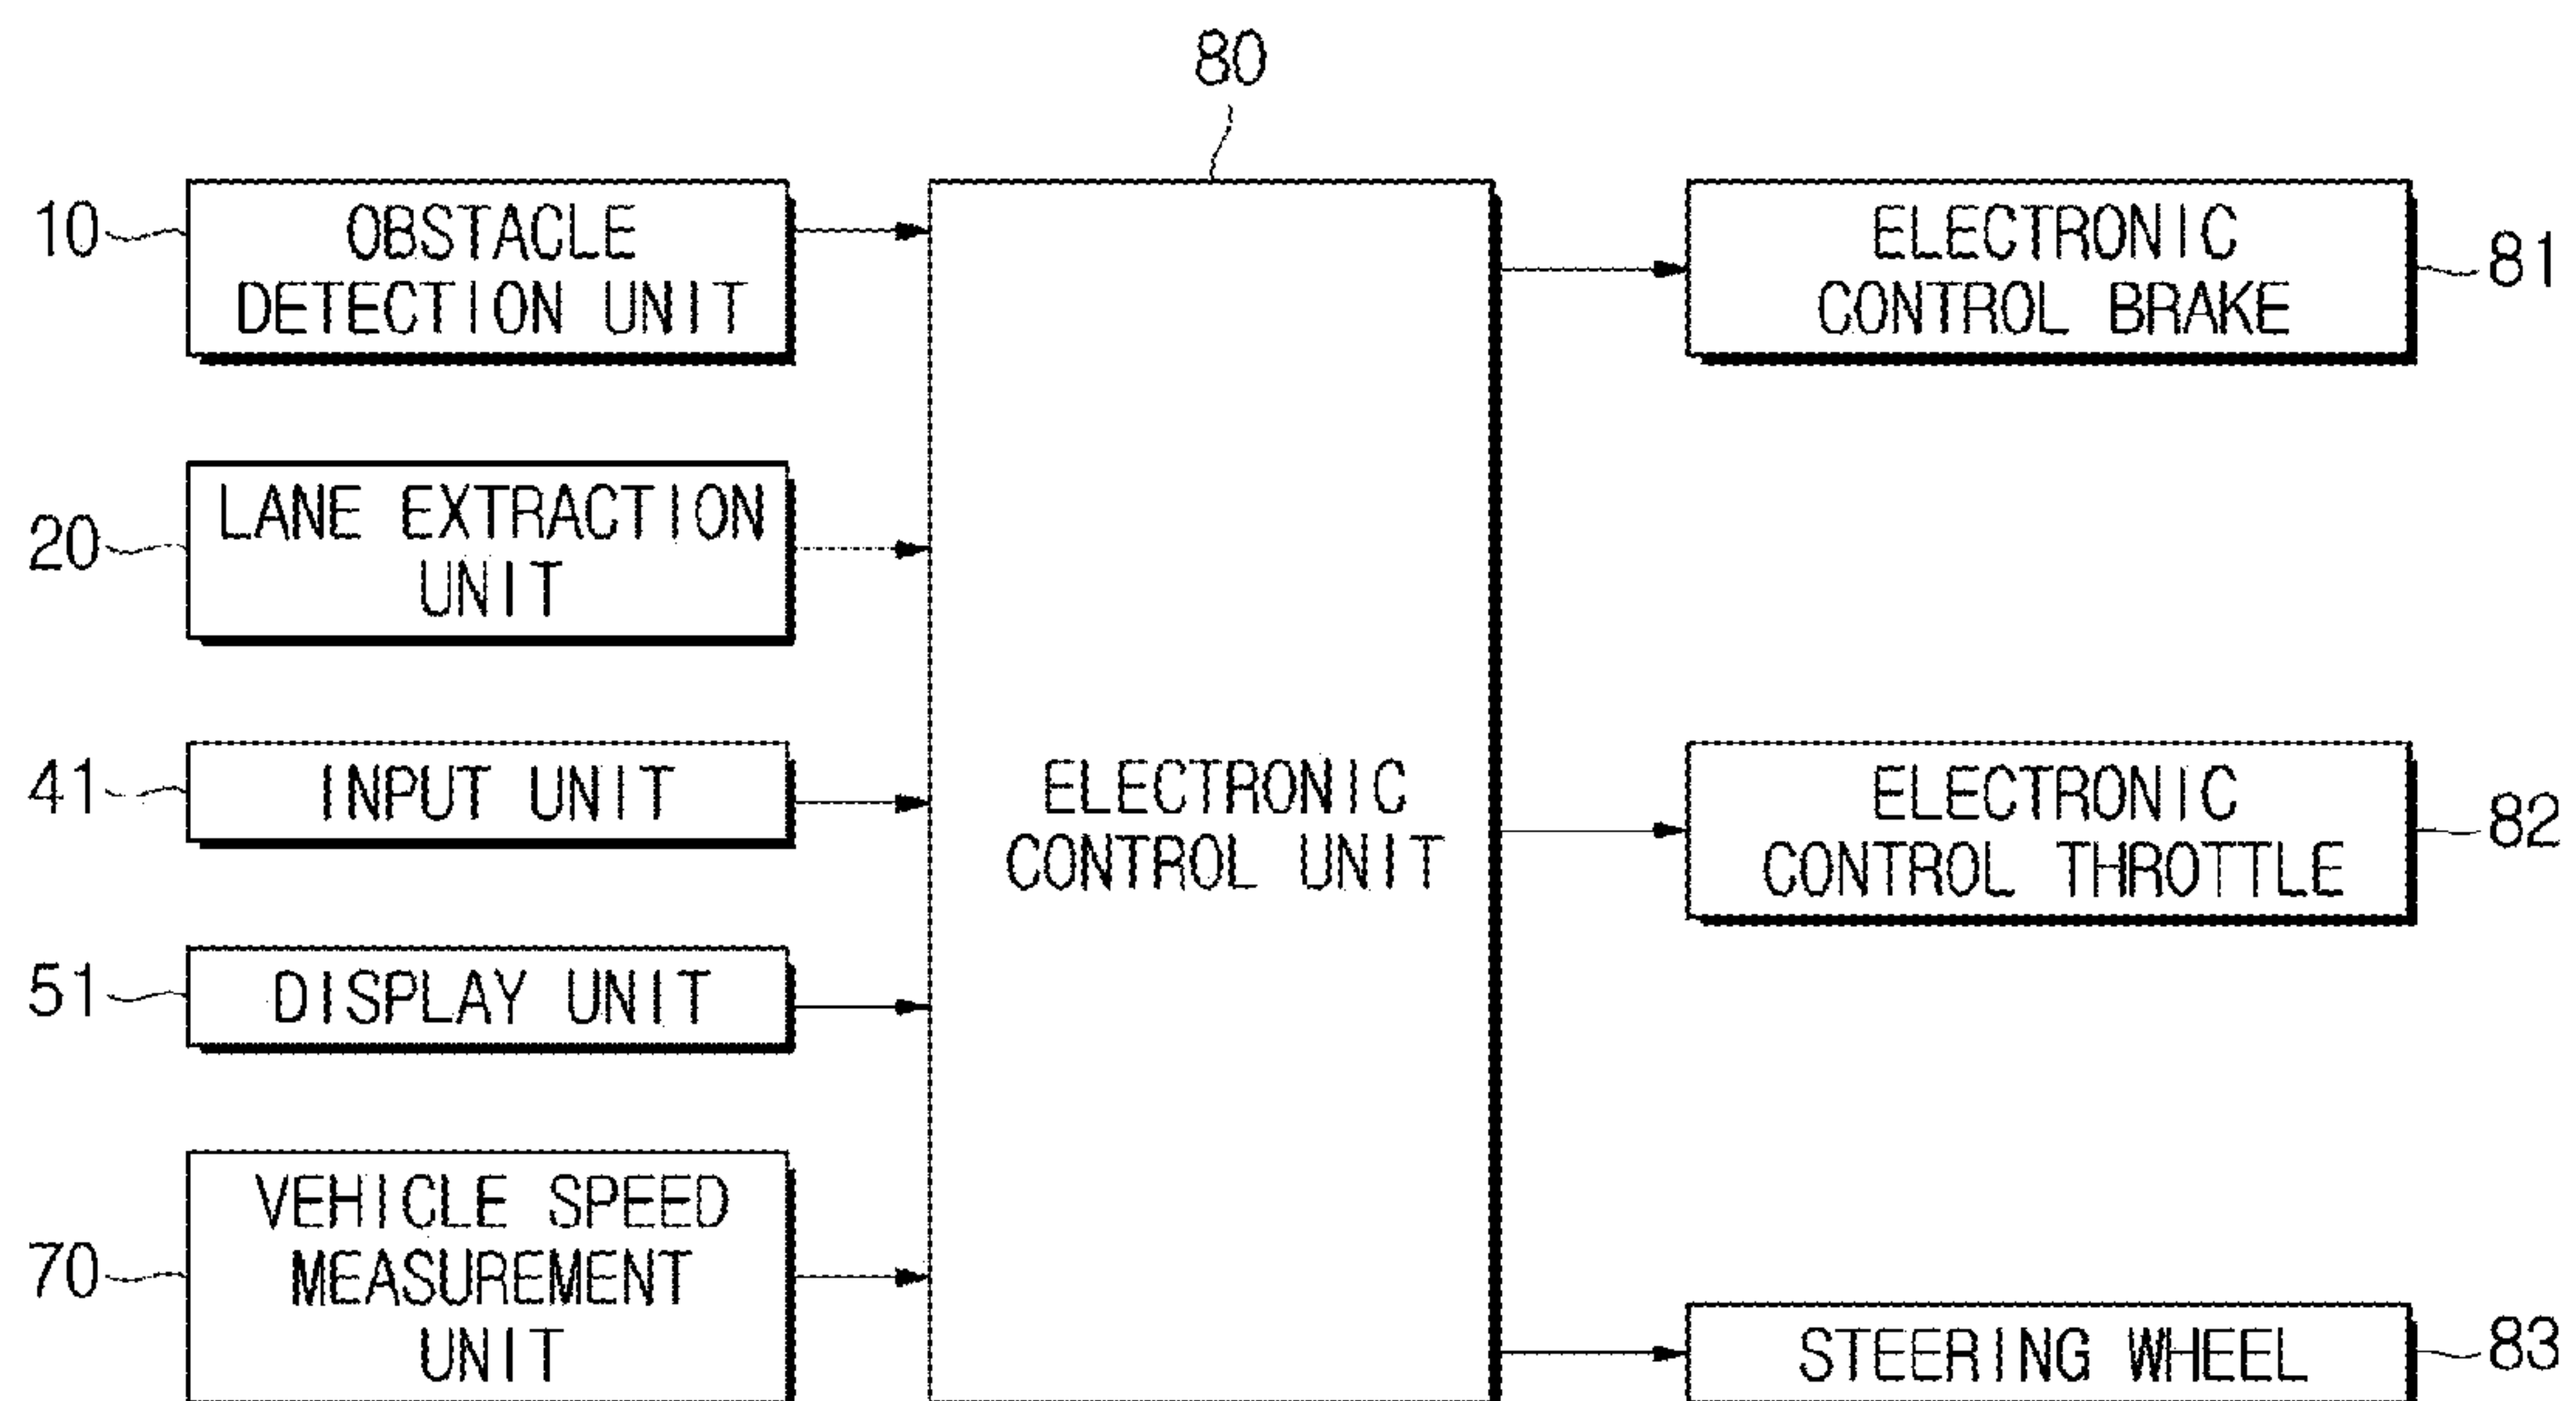 80
10
OBSTACLE
DETECTION UNIT
20
LANE EXTRACTION
UNIT
41
INPUT UNIT
51
DISPLAY UNIT
70
VEHICLE SPEED
MEASUREMENT
UNIT
ELECTRONIC
CONTROL UNIT
ELECTRONIC
CONTROL BRAKE
81
ELECTRONIC
CONTROL THROTTLE
82
STEERING WHEEL
83